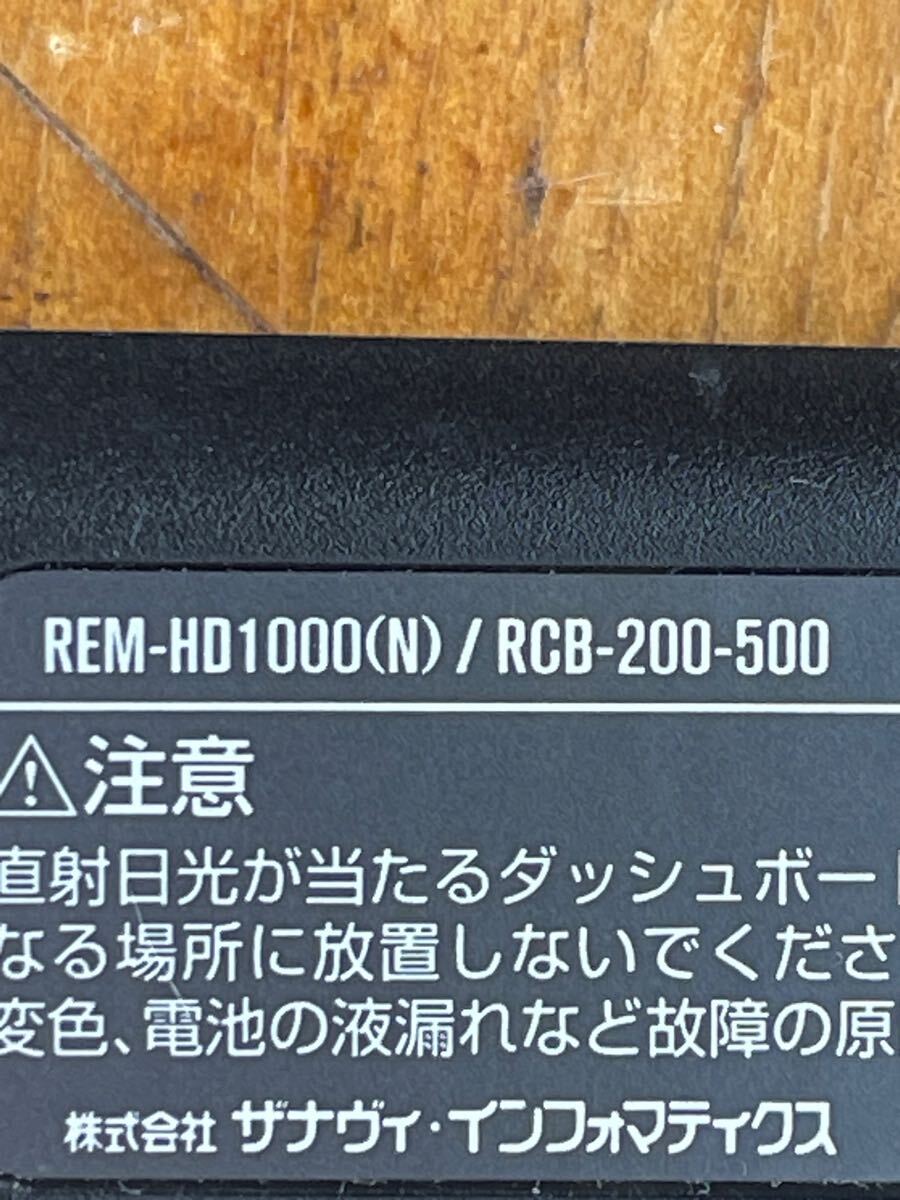 REM-HD1000(N) / RCB-200-500
⚠注意
直射日光が当たるダッシュボー
なる場所に放置しないでくださ
変色、電池の液漏れなど故障の原
株式会社 ザナヴィ・インフォマティクス